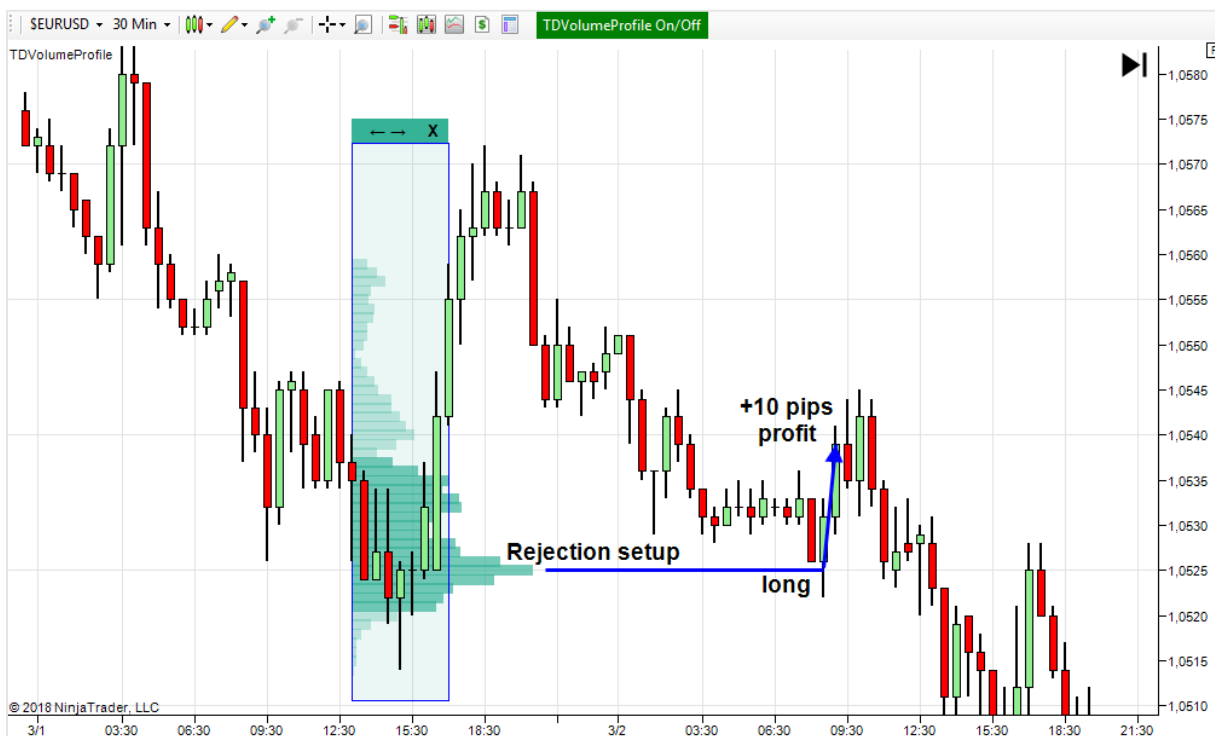 $EURUSD 30 Min $ TDVolumeProfile On/Off
TDVolumeProfile
F
← → X
1,0580
1,0575
1,0570
1,0565
1,0560
1,0555
1,0550
1,0545
1,0540
1,0535
1,0530
1,0525
1,0520
1,0515
1,0510
+10 pips
profit
Rejection setup
long
© 2018 NinjaTrader, LLC
3/1 03:30 06:30 09:30 12:30 15:30 18:30 3/2 03:30 06:30 09:30 12:30 15:30 18:30 21:30